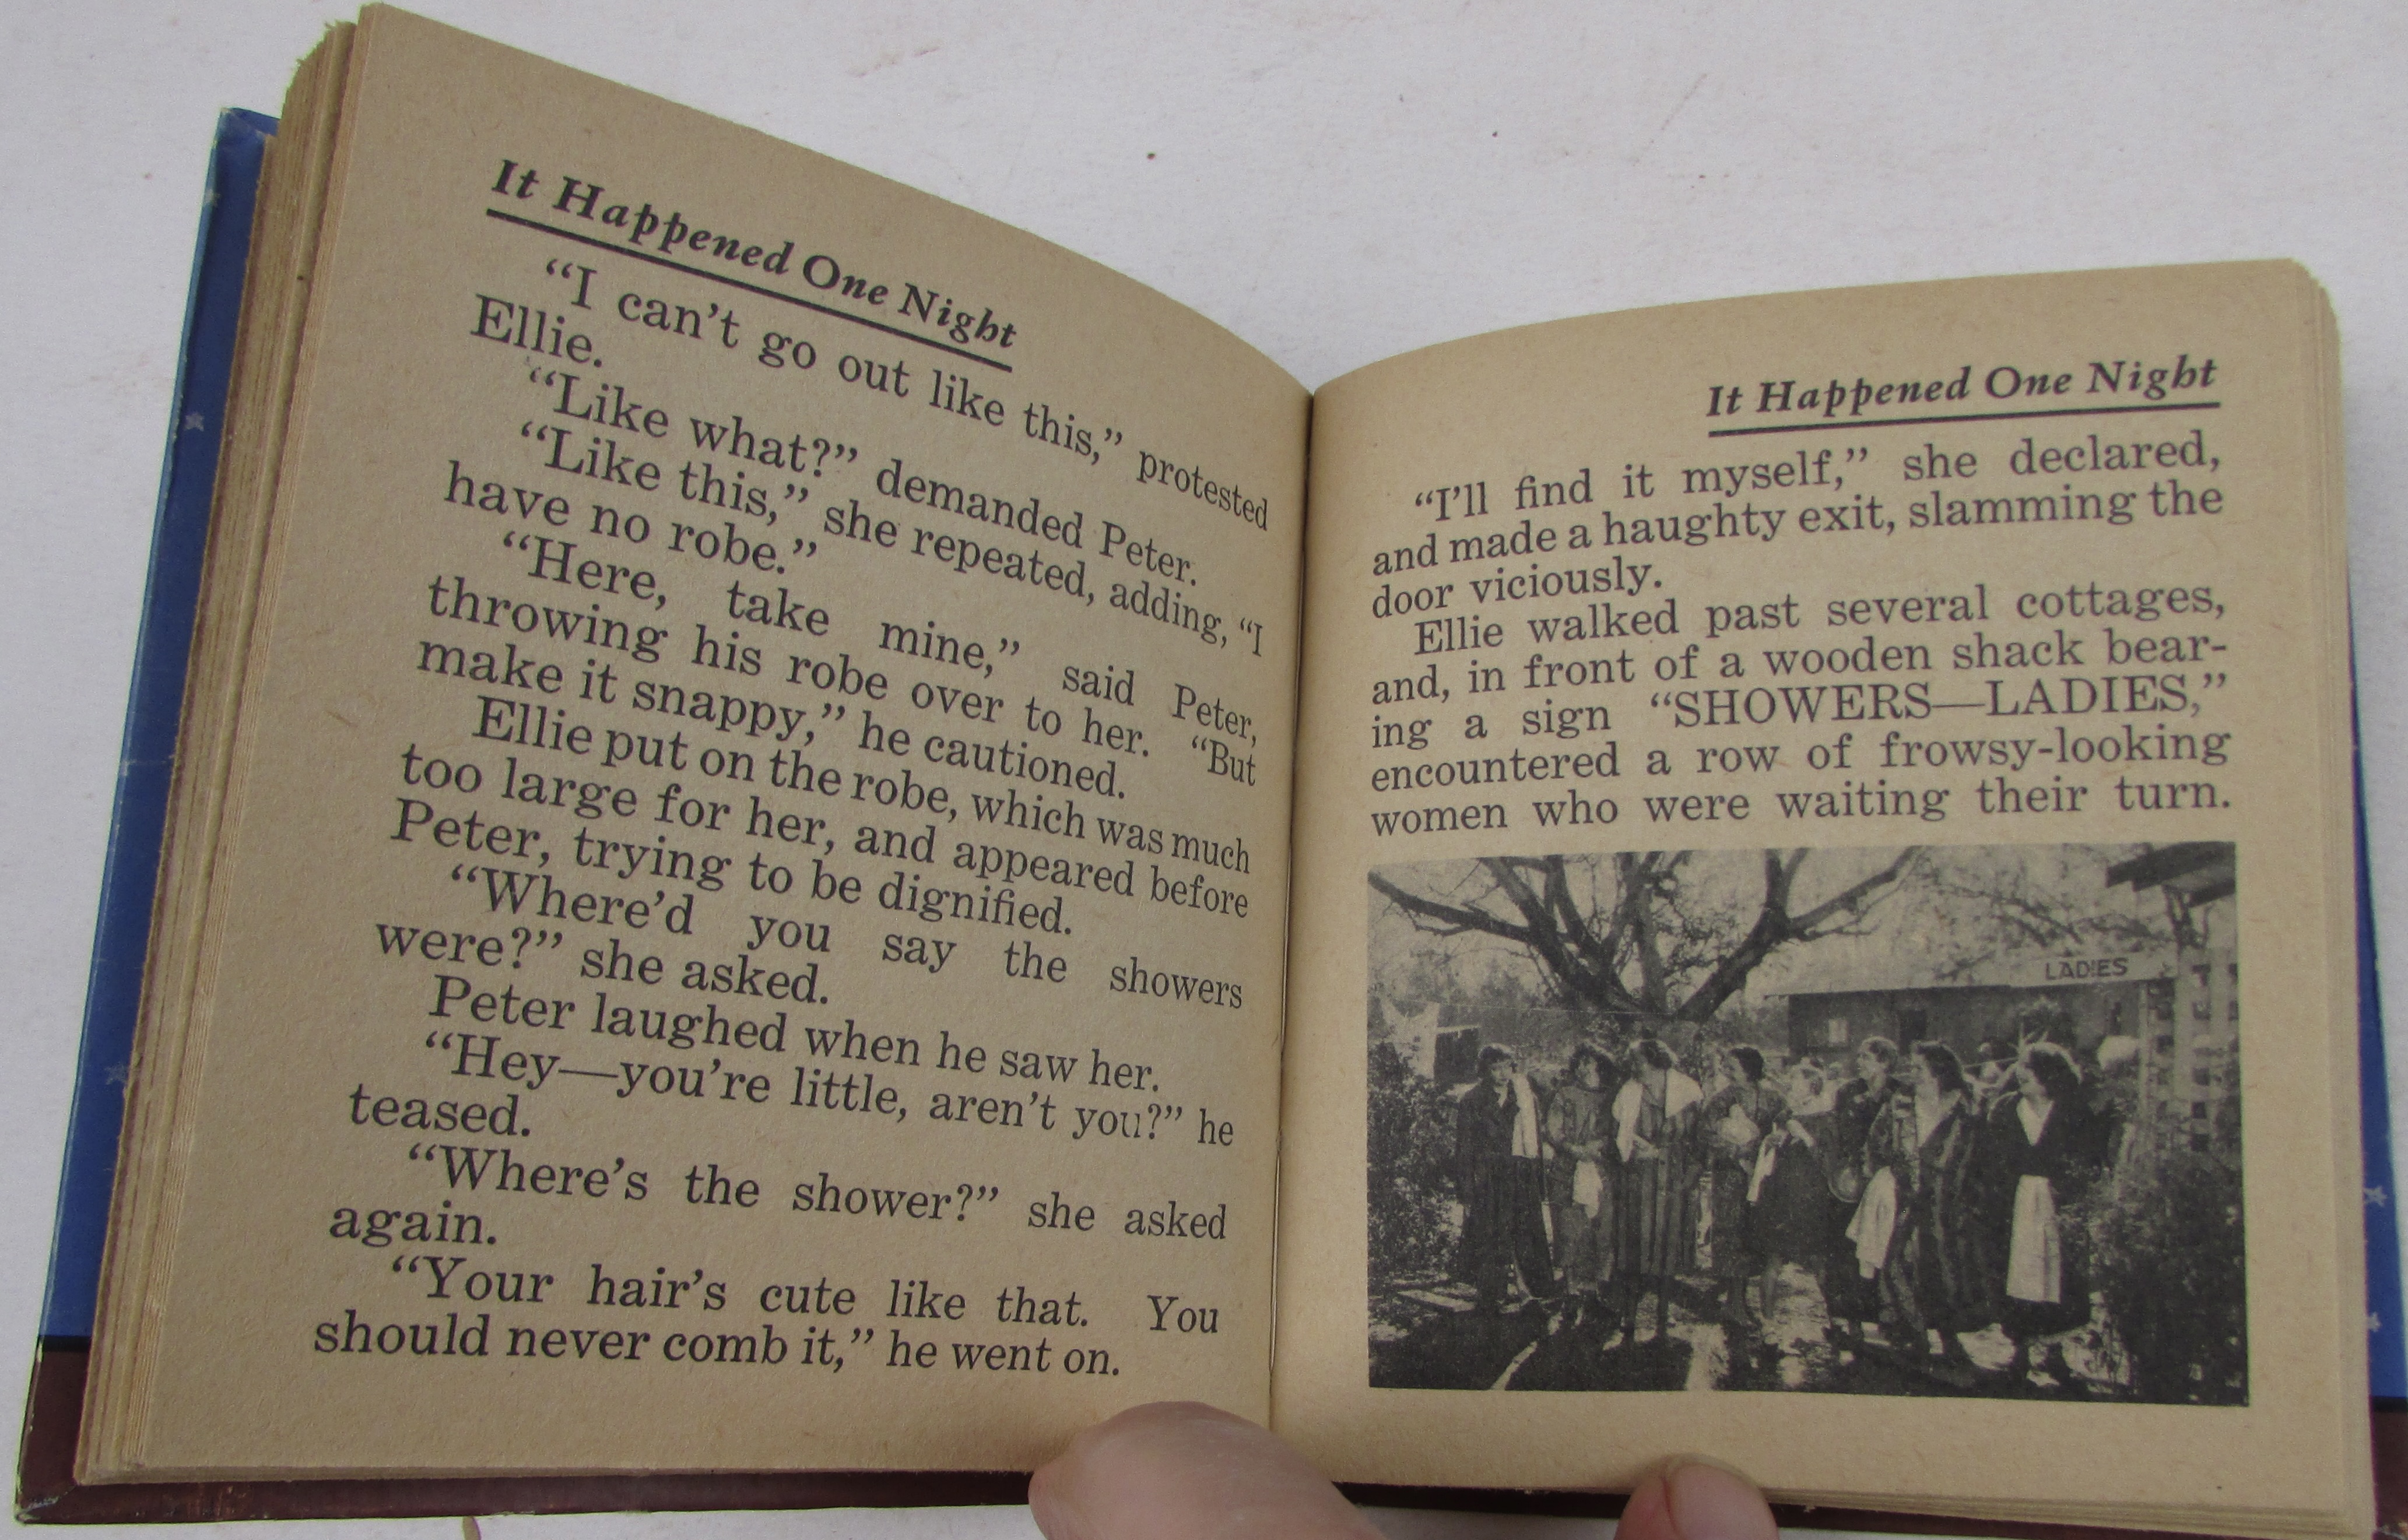 It Happened One Night
“I can’t go out like this,” protested
Ellie.
“Like what?” demanded Peter.
“Like this,” she repeated, adding, “I
have no robe.”
“Here, take mine,” said Peter,
throwing his robe over to her. “But
make it snappy,” he cautioned.
Ellie put on the robe, which was much
too large for her, and appeared before
Peter, trying to be dignified.
“Where’d you say the showers
were?” she asked.
Peter laughed when he saw her.
“Hey—you’re little, aren’t you?” he
teased.
“Where’s the shower?” she asked
again.
“Your hair’s cute like that. You
should never comb it,” he went on.
It Happened One Night
“I’ll find it myself,” she declared,
and made a haughty exit, slamming the
door viciously.
Ellie walked past several cottages,
and, in front of a wooden shack bear-
ing a sign “SHOWERS—LADIES,”
encountered a row of frowsy-looking
women who were waiting their turn.
LADIES